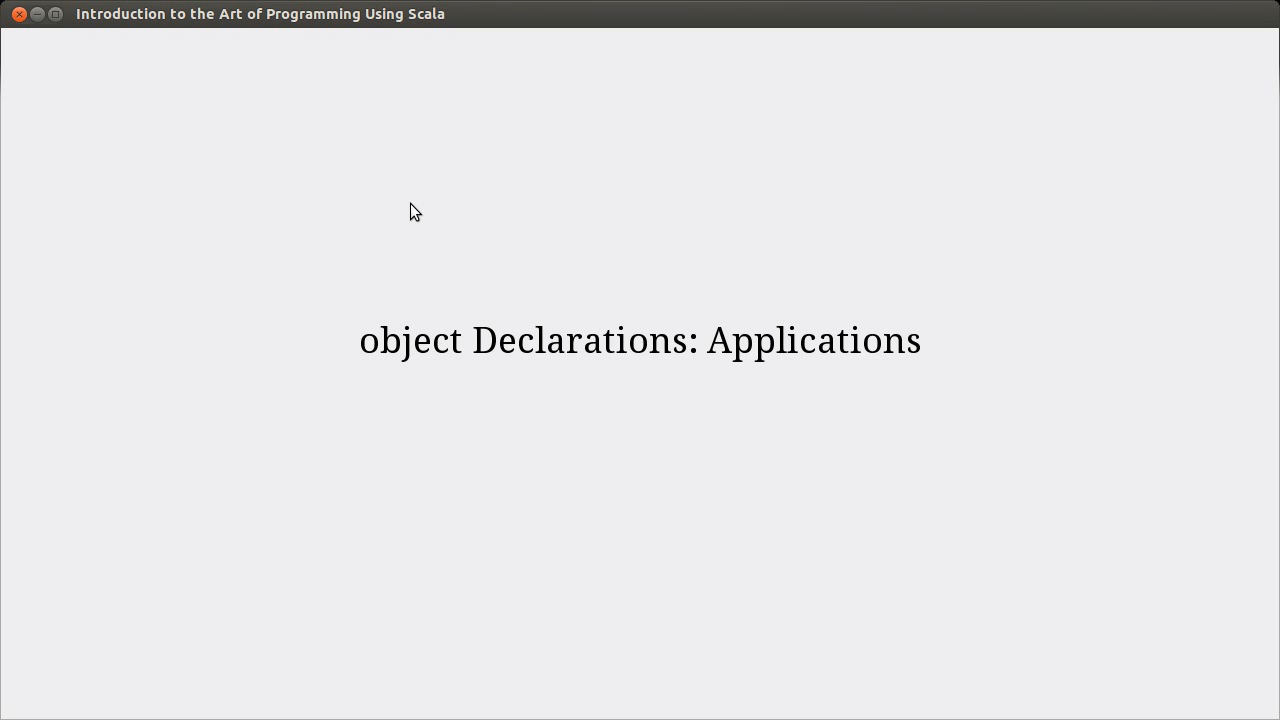 Introduction to the Art of Programming Using Scala
object Declarations: Applications